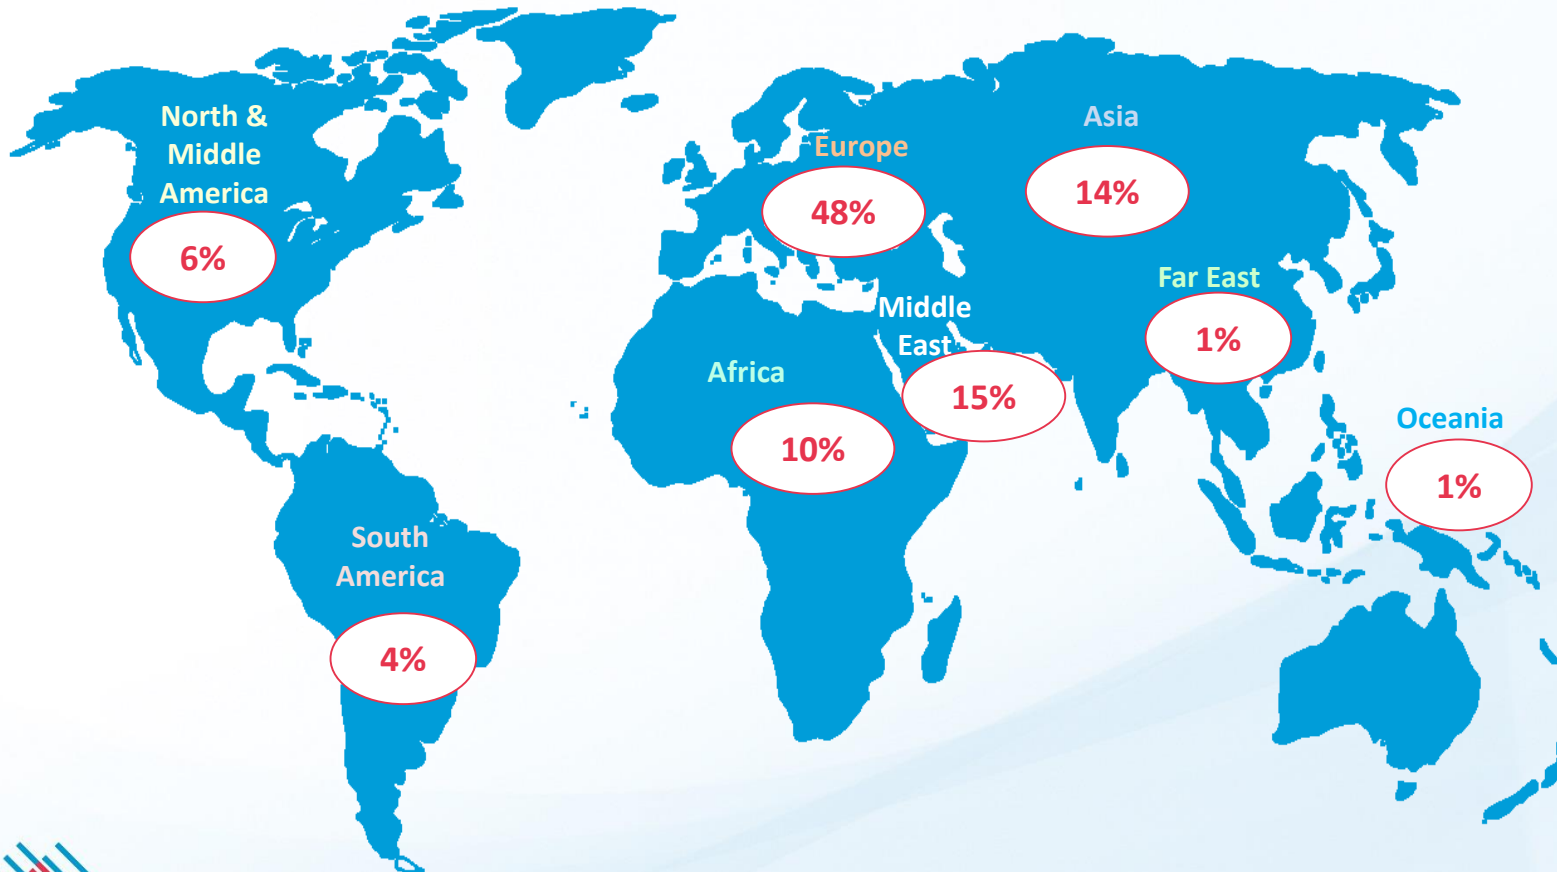 North &
Middle
America
6%
South
America
4%
Europe
48%
Africa
10%
Middle
East
15%
Asia
14%
Far East
1%
Oceania
1%